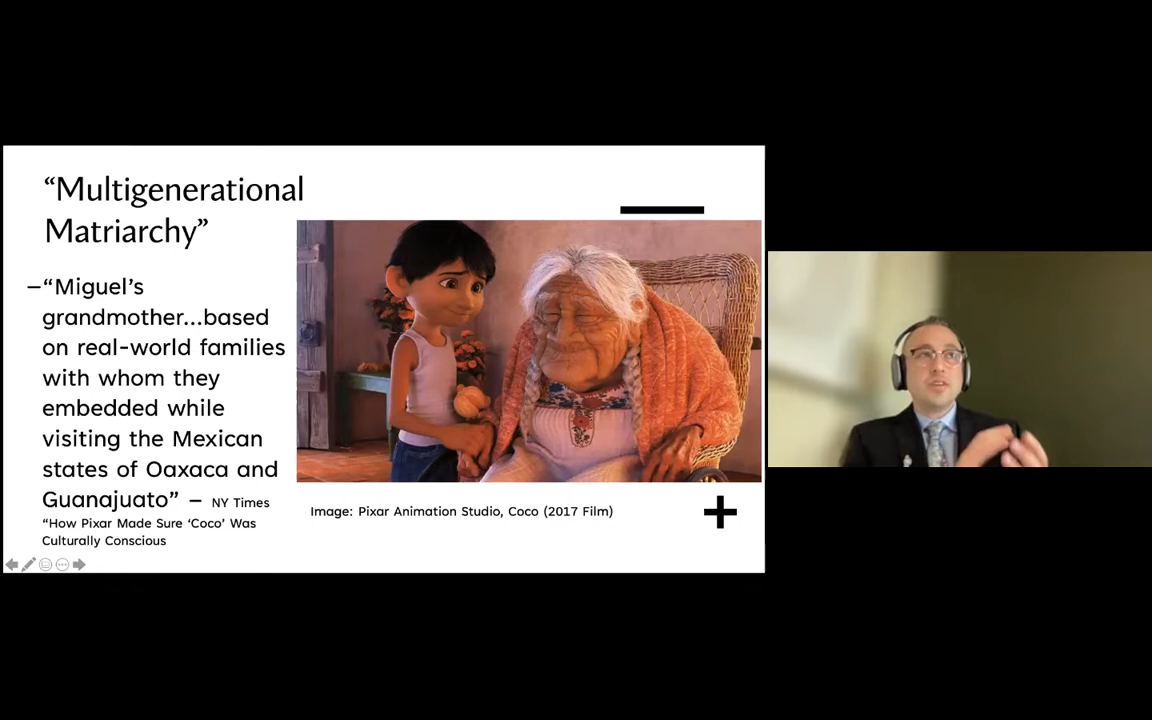 “Multigenerational
Matriarchy”
–“Miguel’s
grandmother...based
on real-world families
with whom they
embedded while
visiting the Mexican
states of Oaxaca and
Guanajuato” – NY Times
“How Pixar Made Sure ‘Coco’ Was
Culturally Conscious
Image: Pixar Animation Studio, Coco (2017 Film)